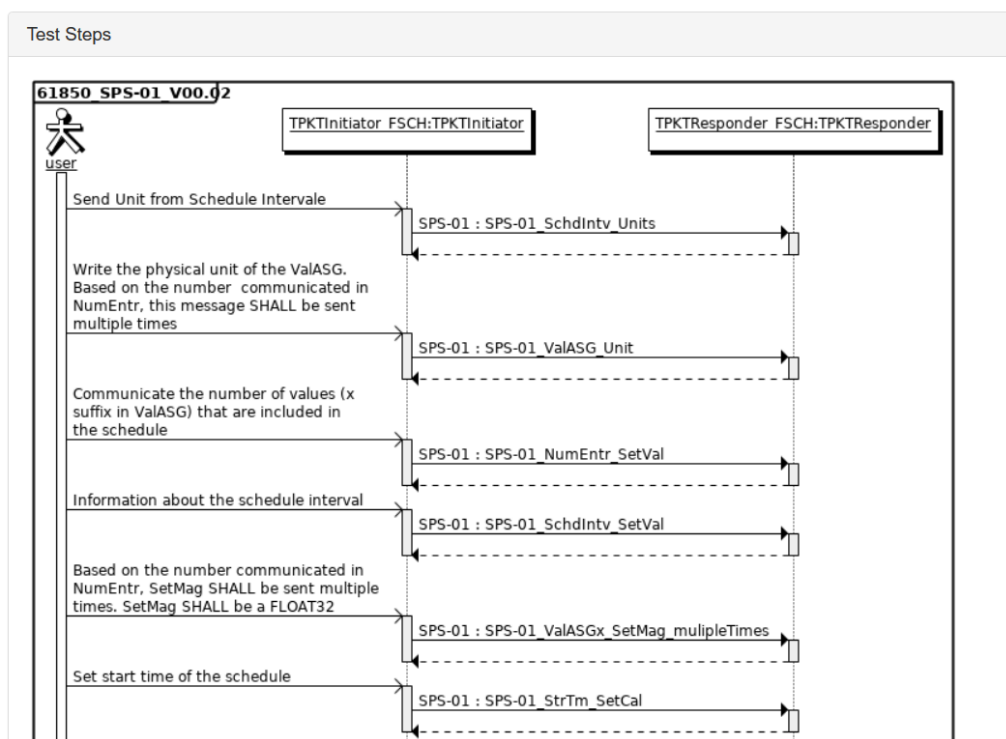 Test Steps
61850_SPS-01_V00.02
TPKTInitiator FSCH:TPKTInitiator
TPKTResponder FSCH:TPKTResponder
user
Send Unit from Schedule Intervale
SPS-01 : SPS-01_SchdIntv_Units
Write the physical unit of the ValASG.
Based on the number  communicated in
NumEntr, this message SHALL be sent
multiple times
SPS-01 : SPS-01_ValASG_Unit
Communicate the number of values (x
suffix in ValASG) that are included in
the schedule
SPS-01 : SPS-01_NumEntr_SetVal
Information about the schedule interval
SPS-01 : SPS-01_SchdIntv_SetVal
Based on the number communicated in
NumEntr, SetMag SHALL be sent multiple
times. SetMag SHALL be a FLOAT32
SPS-01 : SPS-01_ValASGx_SetMag_mulipleTimes
Set start time of the schedule
SPS-01 : SPS-01_StrTm_SetCal